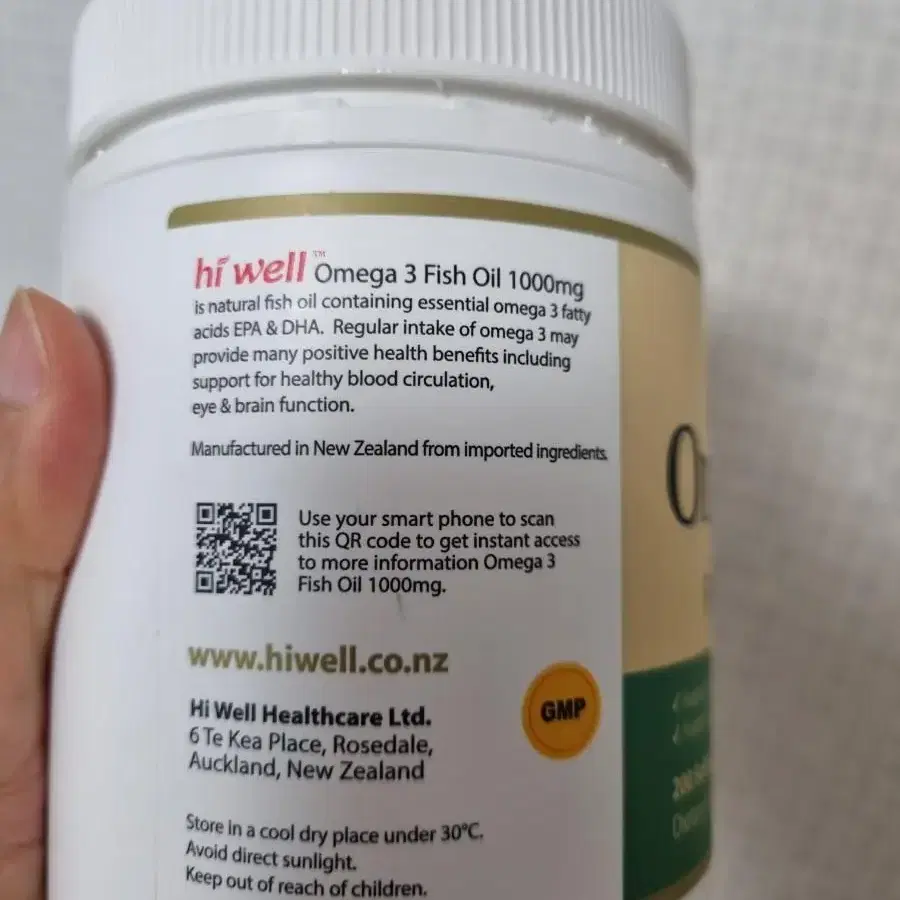 hi well™ Omega 3 Fish Oil 1000mg
is natural fish oil containing essential omega 3 fatty
acids EPA & DHA. Regular intake of omega 3 may
provide many positive health benefits including
support for healthy blood circulation,
eye & brain function.
Manufactured in New Zealand from imported ingredients.
Use your smart phone to scan
this QR code to get instant access
to more information Omega 3
Fish Oil 1000mg.
www.hiwell.co.nz
Hi Well Healthcare Ltd.
6 Te Kea Place, Rosedale,
Auckland, New Zealand
GMP
Store in a cool dry place under 30°C.
Avoid direct sunlight.
Keep out of reach of children.